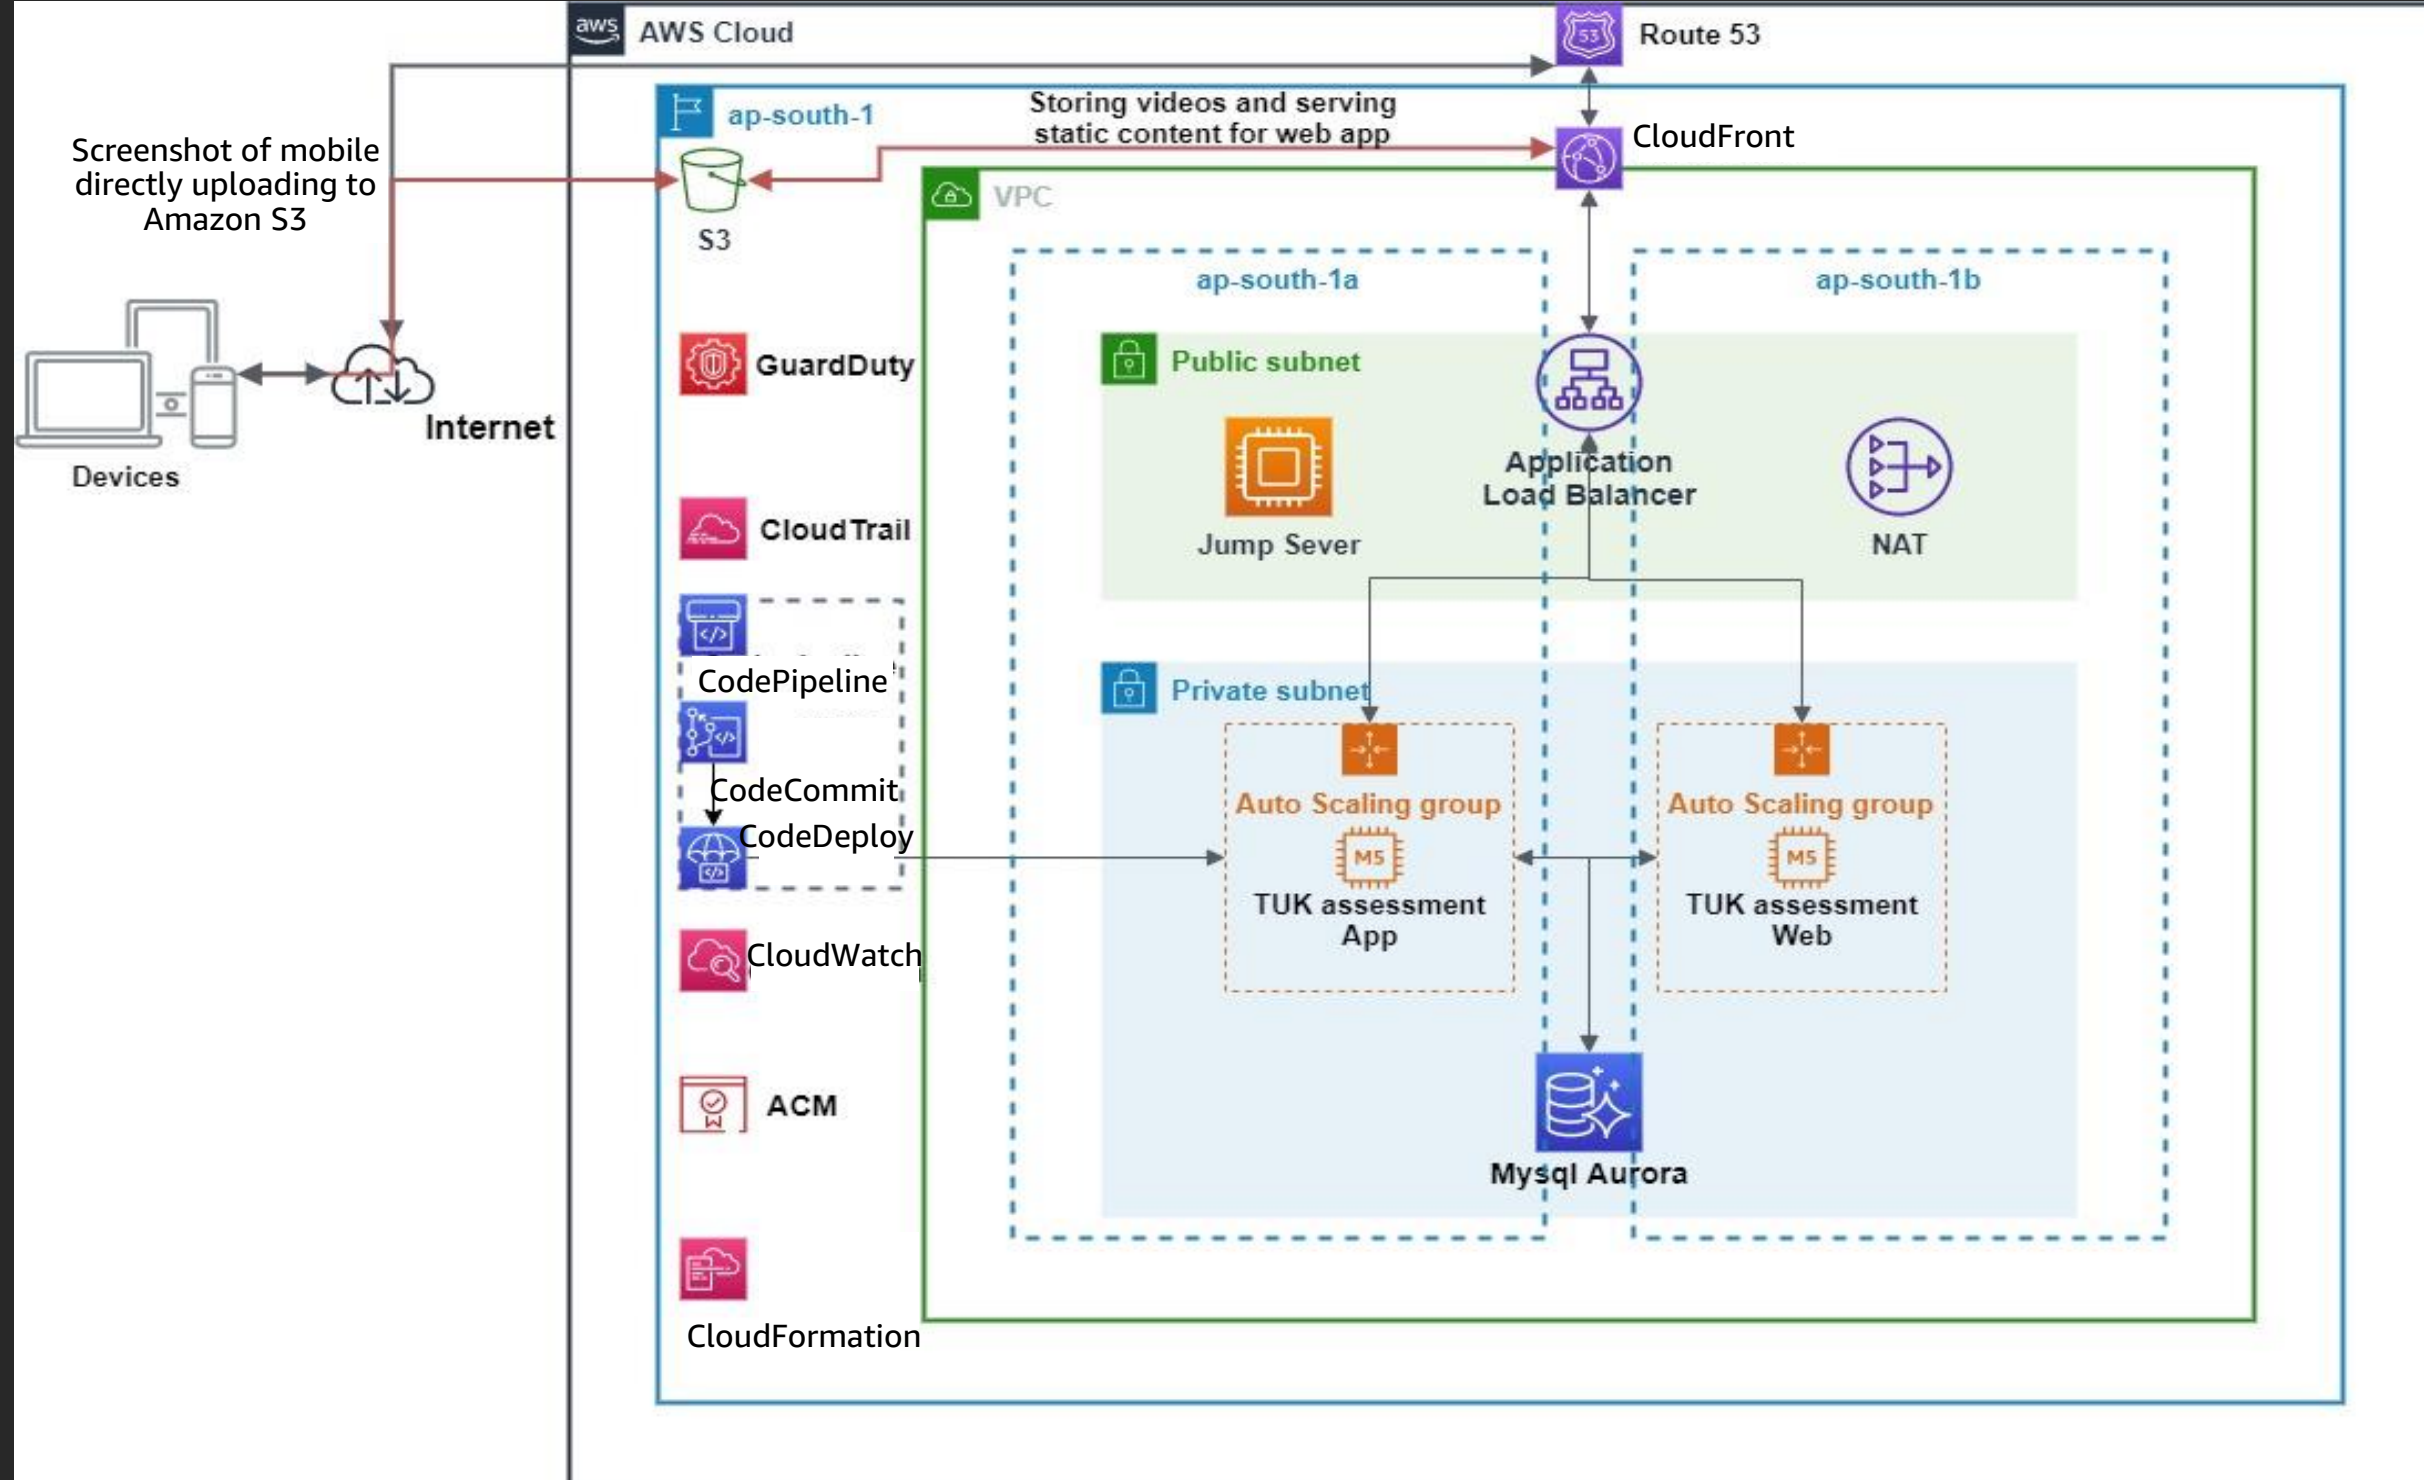 aws
AWS Cloud
53
Route 53
ap-south-1
Storing videos and serving
static content for web app
CloudFront
Screenshot of mobile
directly uploading to
Amazon S3
S3
VPC
ap-south-1a
ap-south-1b
Devices
Internet
GuardDuty
CloudTrail
CodePipeline
CodeCommit
CodeDeploy
CloudWatch
ACM
CloudFormation
Public subnet
Jump Sever
Application
Load Balancer
NAT
Private subnet
Auto Scaling group
M5
TUK assessment
App
Auto Scaling group
M5
TUK assessment
Web
Mysql Aurora